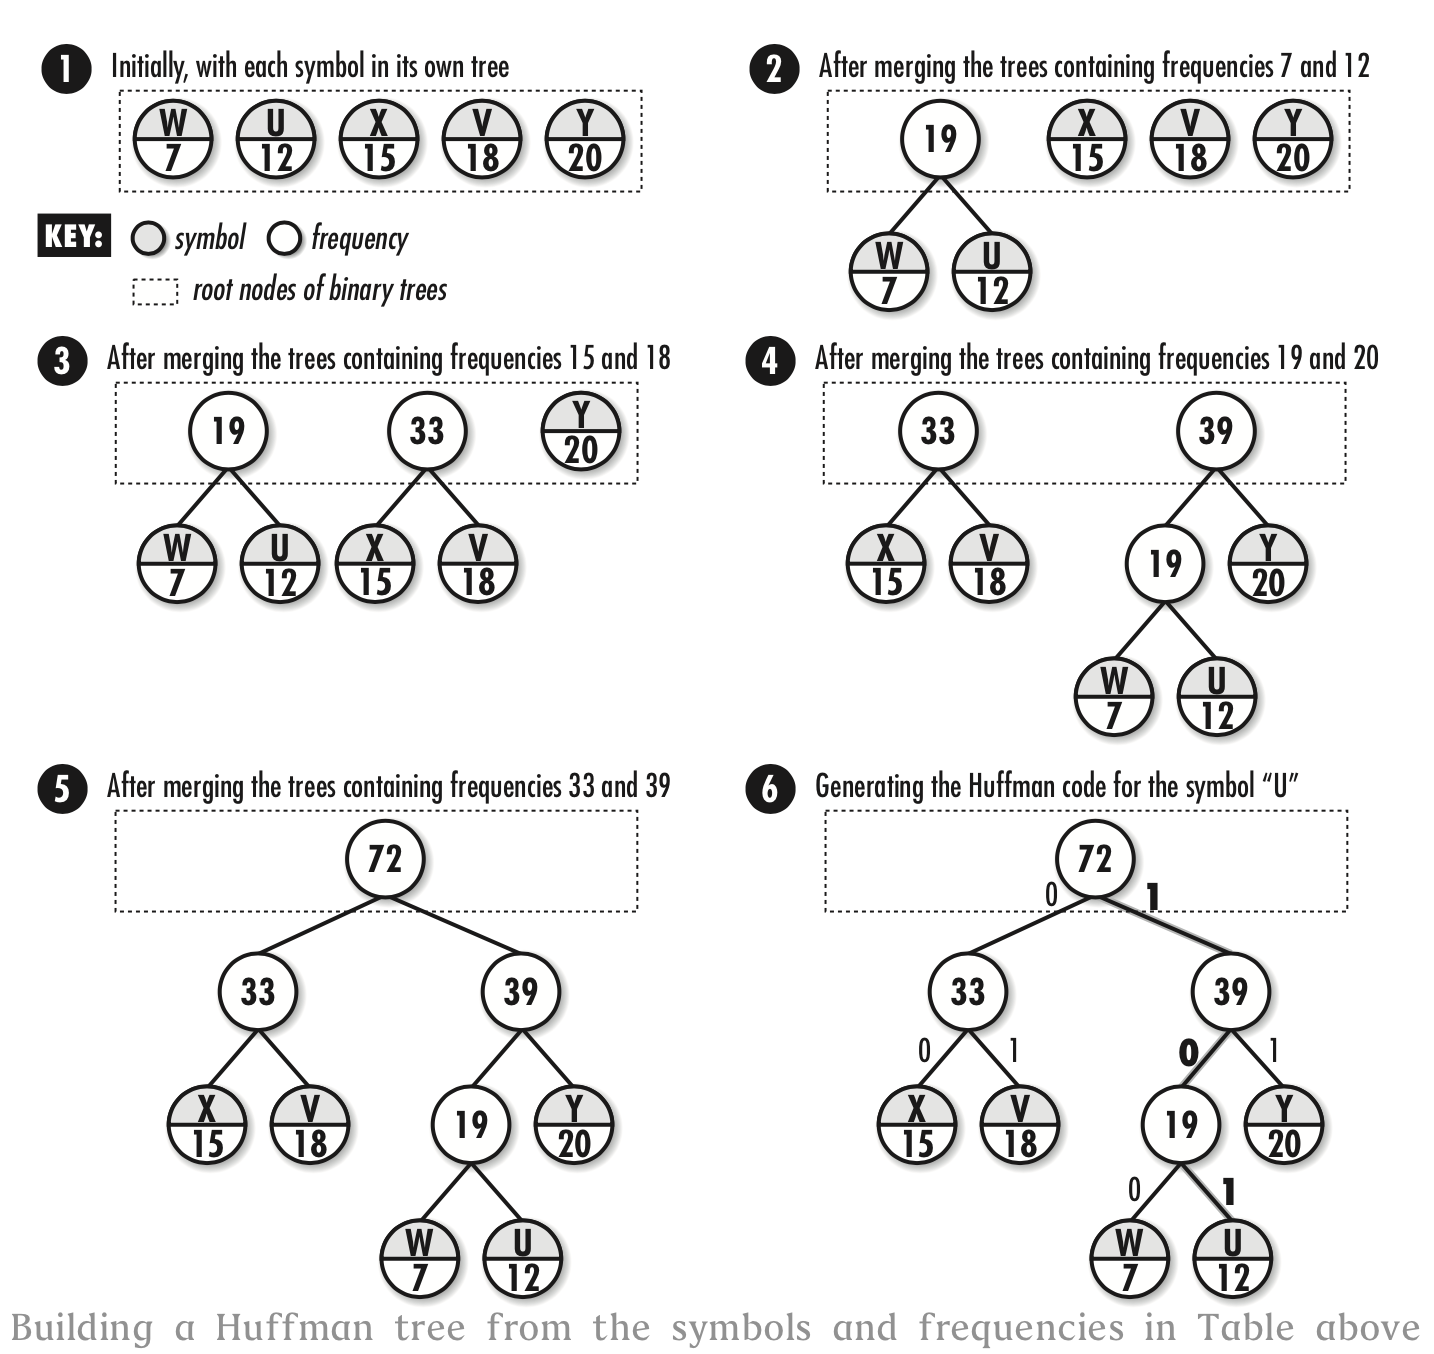 1 Initially, with each symbol in its own tree
W U X V Y
7 12 15 18 20
KEY: symbol frequency
root nodes of binary trees
2 After merging the trees containing frequencies 7 and 12
19 X V Y
15 18 20
W U
7 12
3 After merging the trees containing frequencies 15 and 18
19 33 Y
20
W U X V
7 12 15 18
4 After merging the trees containing frequencies 19 and 20
33 39
X V 19 Y
15 18 20
W U
7 12
5 After merging the trees containing frequencies 33 and 39
72
33 39
X V 19 Y
15 18 20
W U
7 12
6 Generating the Huffman code for the symbol “U”
72
0 1
33 39
0 1 0 1
X V 19 Y
15 18 20
0 1
W U
7 12
Building a Huffman tree from the symbols and frequencies in Table above